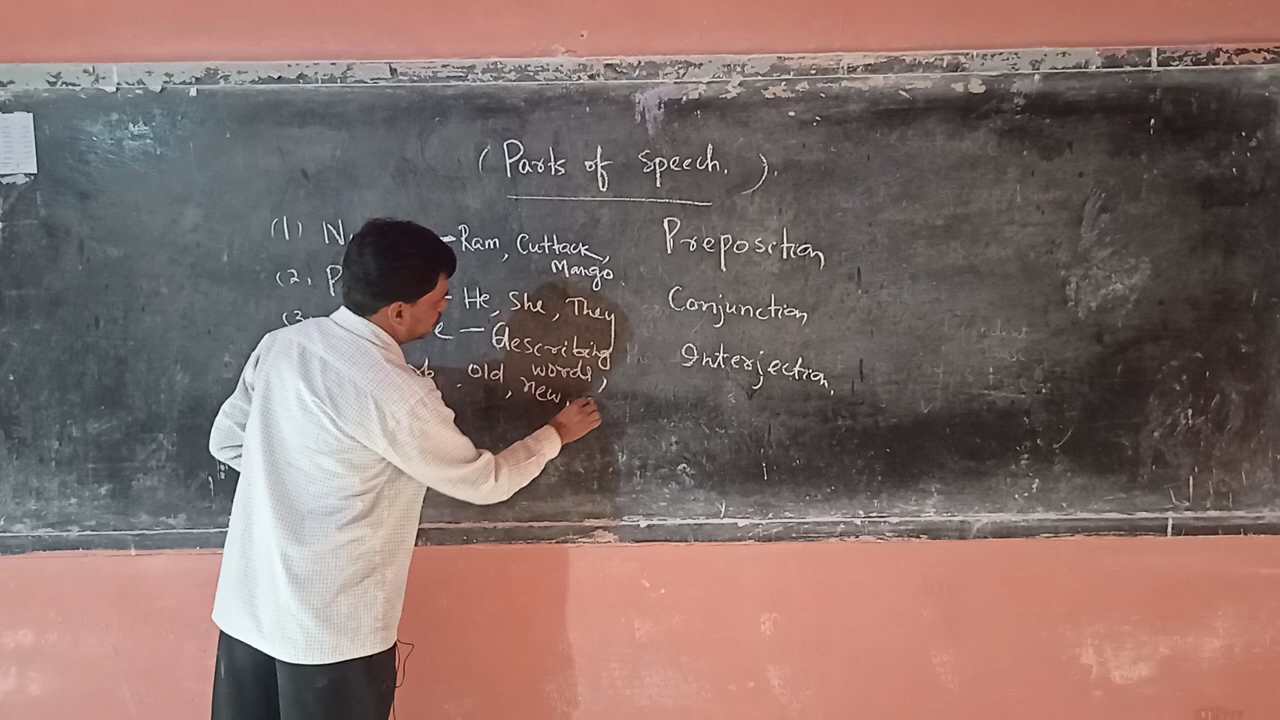 (Parts of Speech.)
(1) N — Ram, Cuttack,
Mango.
(2. P — He, She, They
(3 e — describing
words,
rb old,
new,
Preposition
Conjunction
Interjection.